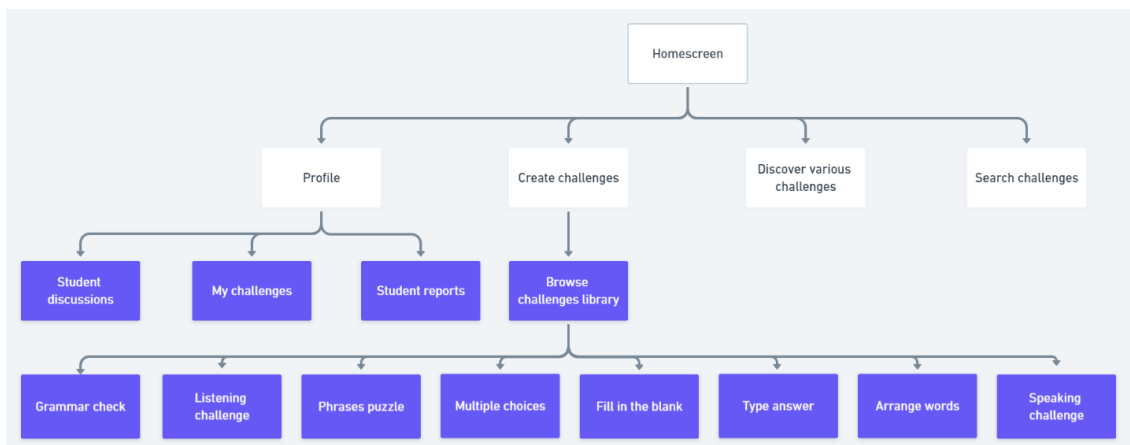 Homescreen
Profile
Create challenges
Discover various
challenges
Search challenges
Student
discussions
My challenges
Student reports
Browse
challenges library
Grammar check
Listening
challenge
Phrases puzzle
Multiple choices
Fill in the blank
Type answer
Arrange words
Speaking
challenge